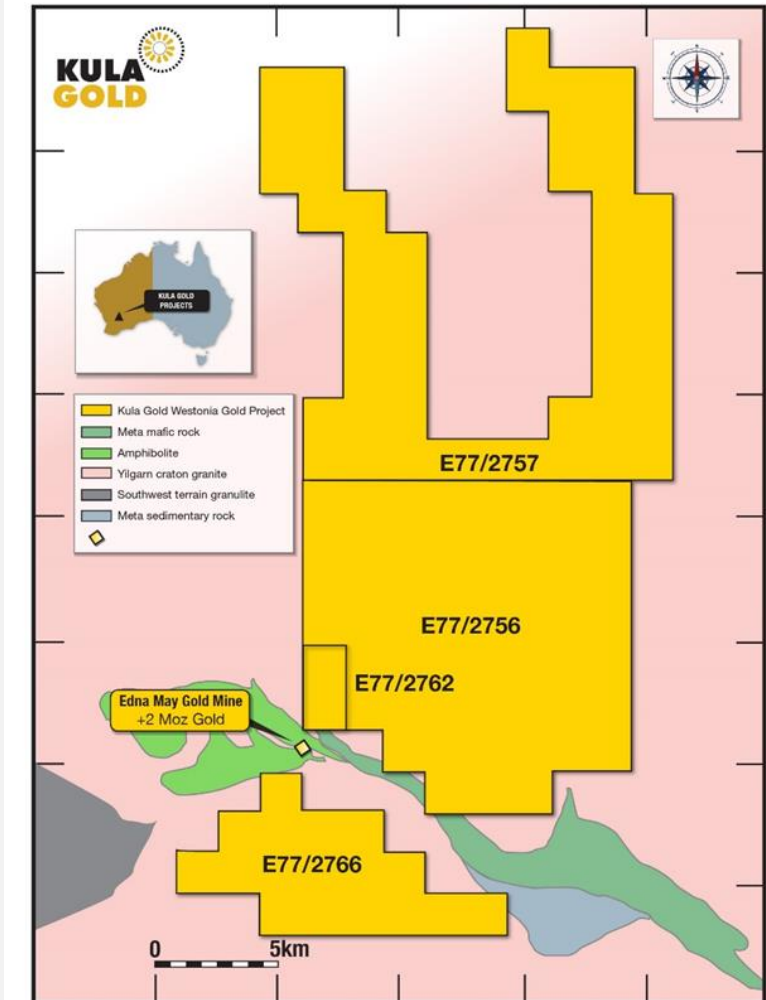 KULA
GOLD
KULA GOLD
PROJECTS
Kula Gold Westonia Gold Project
Meta mafic rock
Amphibolite
Yilgarn craton granite
Southwest terrain granulite
Meta sedimentary rock
E77/2757
E77/2756
E77/2762
Edna May Gold Mine
+2 Moz Gold
E77/2766
0 5km